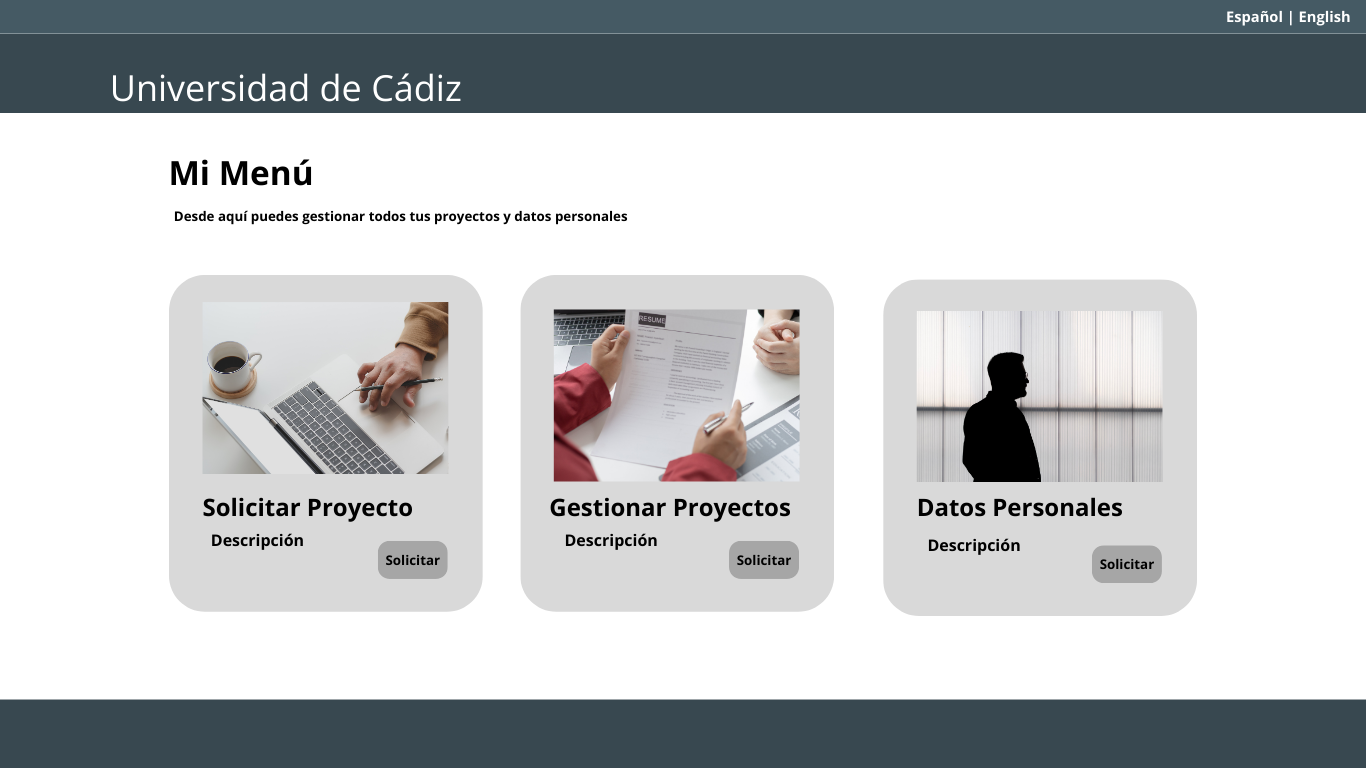 Español | English
Universidad de Cádiz
Mi Menú
Desde aquí puedes gestionar todos tus proyectos y datos personales
RESUME
Solicitar Proyecto
Descripción
Solicitar
Gestionar Proyectos
Descripción
Solicitar
Datos Personales
Descripción
Solicitar